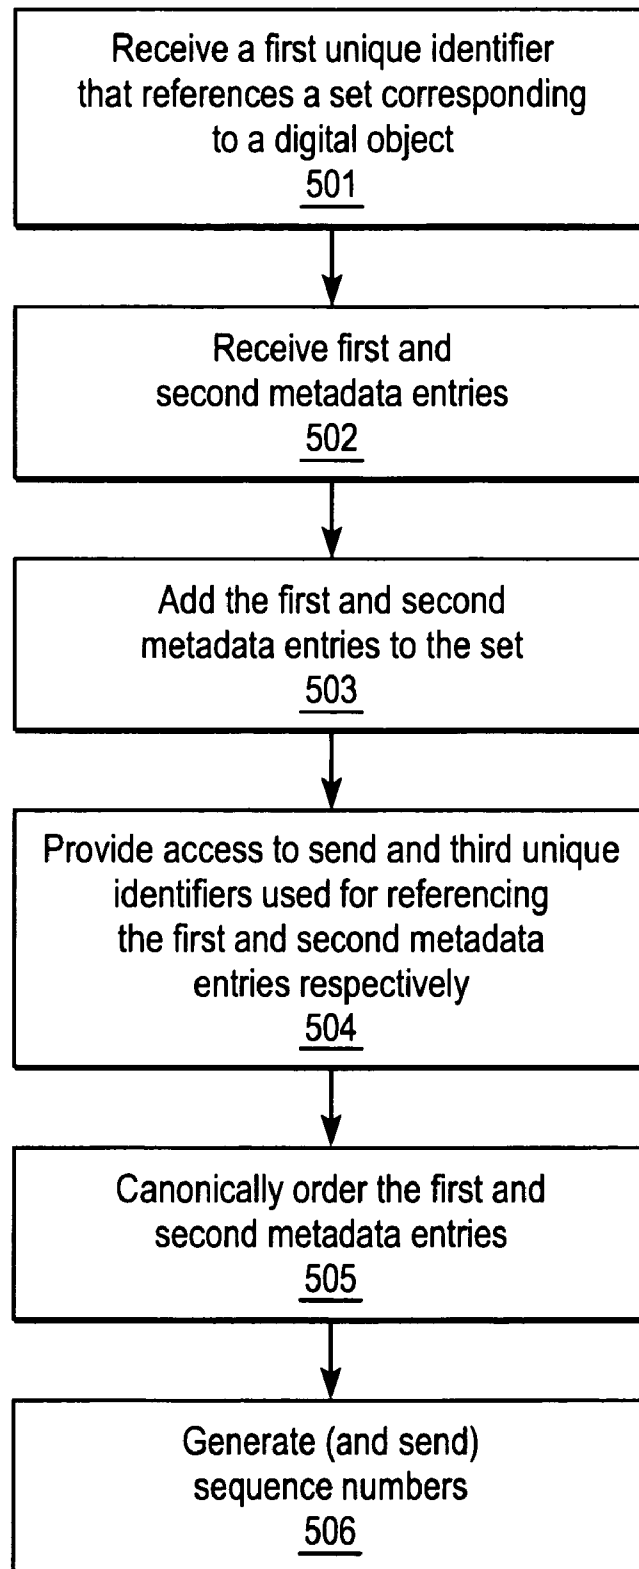 Receive a first unique identifier
that references a set corresponding
to a digital object
501
Receive first and
second metadata entries
502
Add the first and second
metadata entries to the set
503
Provide access to send and third unique
identifiers used for referencing
the first and second metadata
entries respectively
504
Canonically order the first and
second metadata entries
505
Generate (and send)
sequence numbers
506